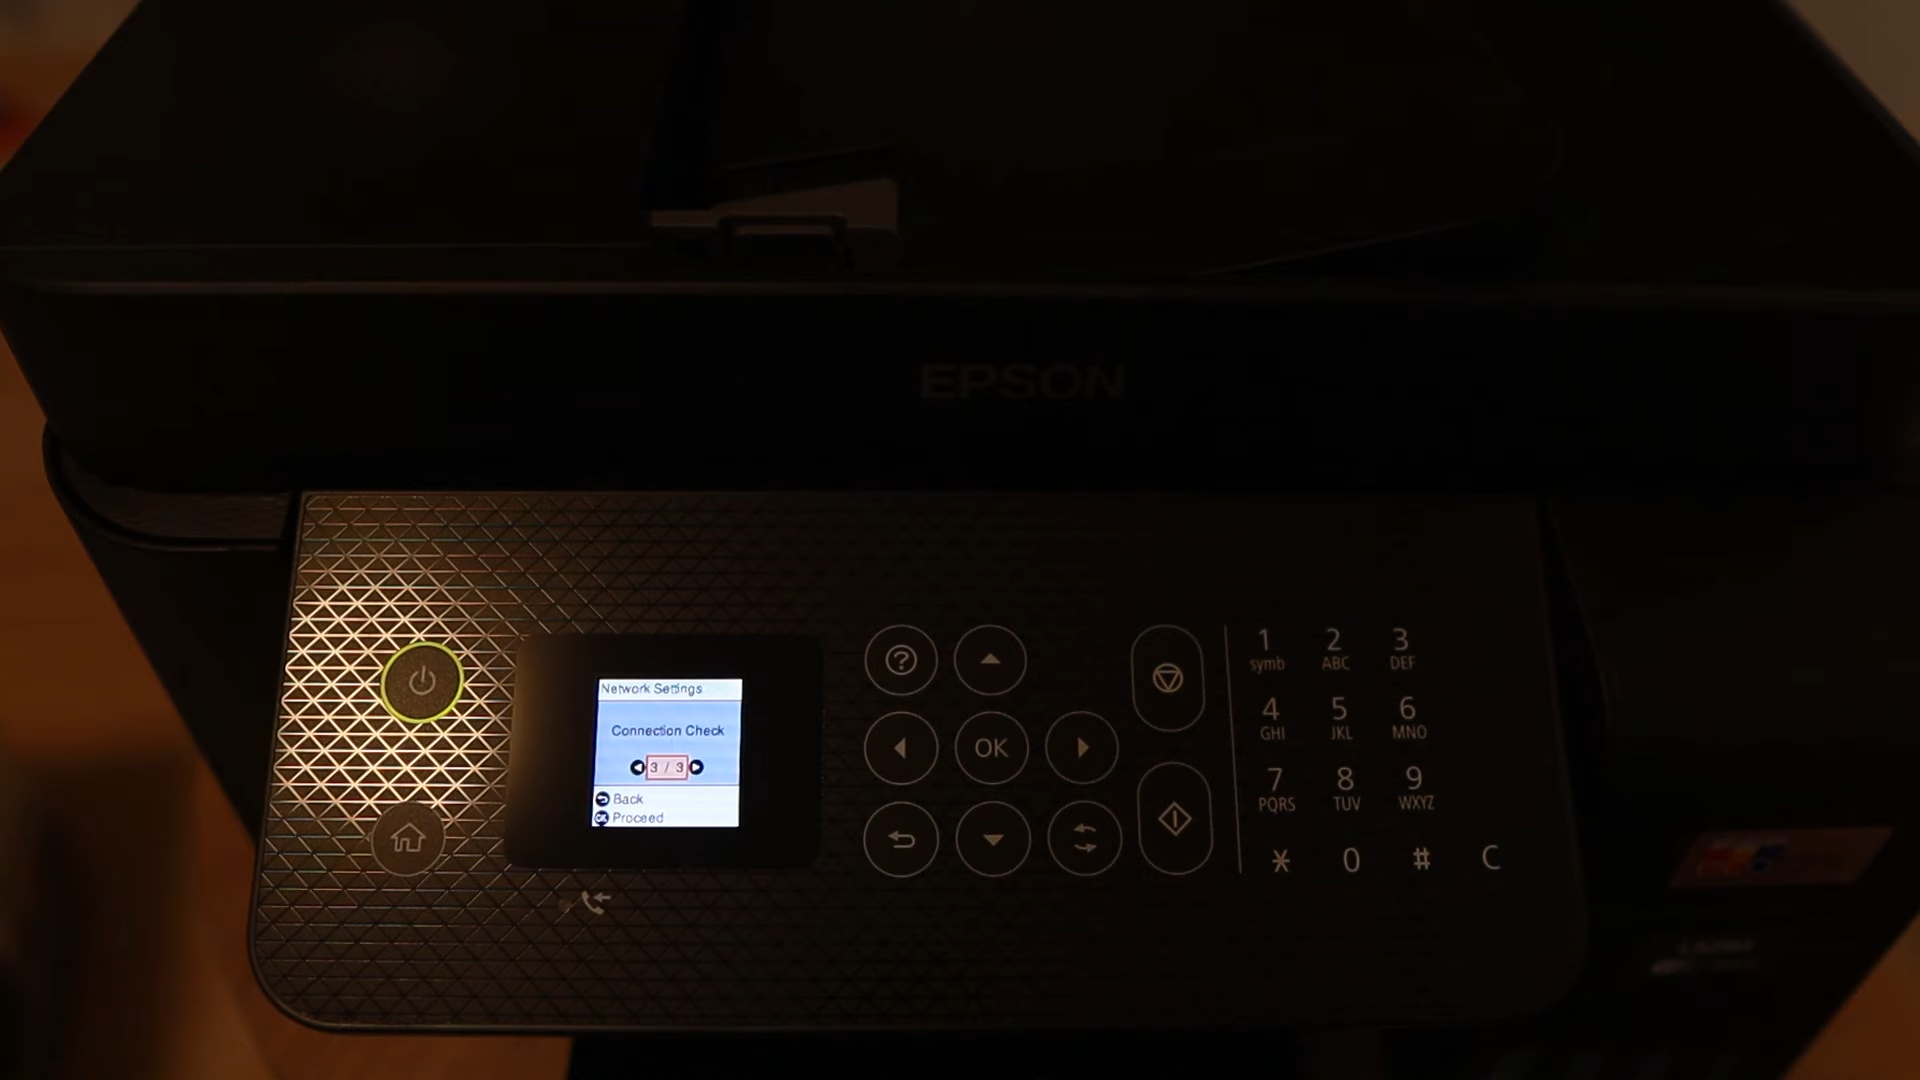 EPSON
Network Settings
Connection Check
3 / 3
Back
OK Proceed
OK
1 2 3
symb ABC DEF
4 5 6
GHI JKL MNO
7 8 9
PQRS TUV WXYZ
* 0 # C